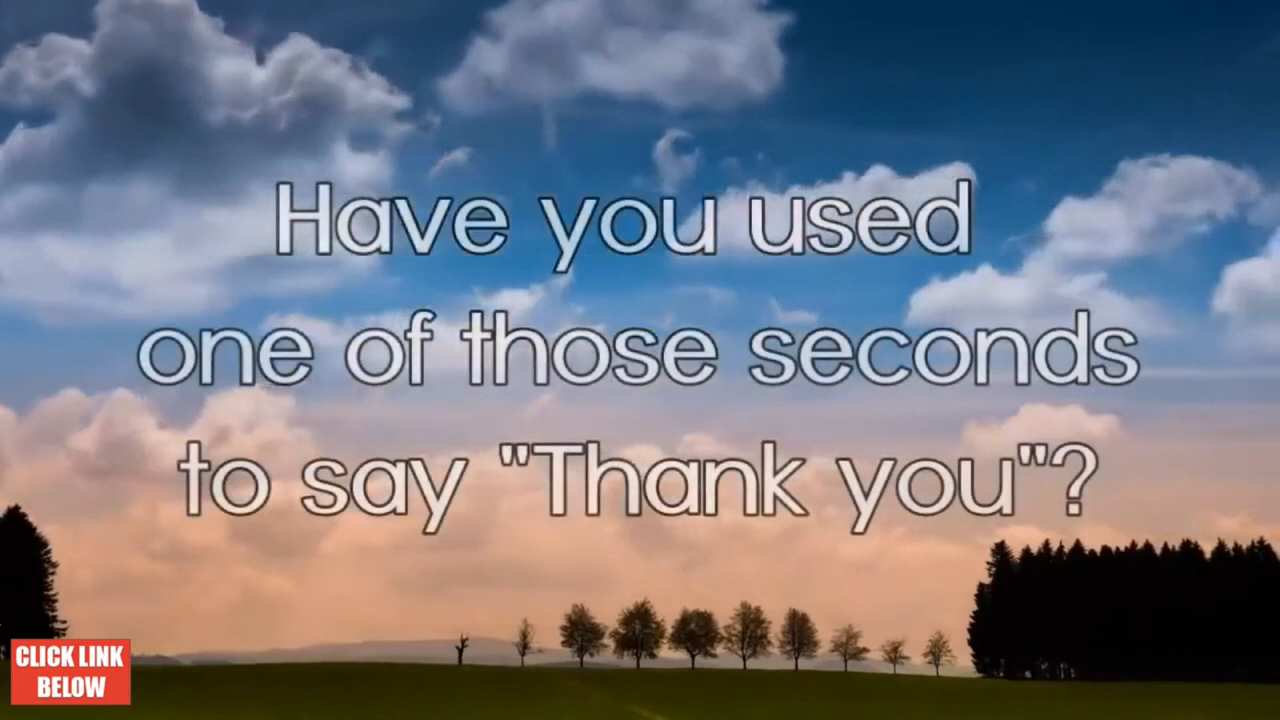 Have you used
one of those seconds
to say "Thank you"?
CLICK LINK
BELOW